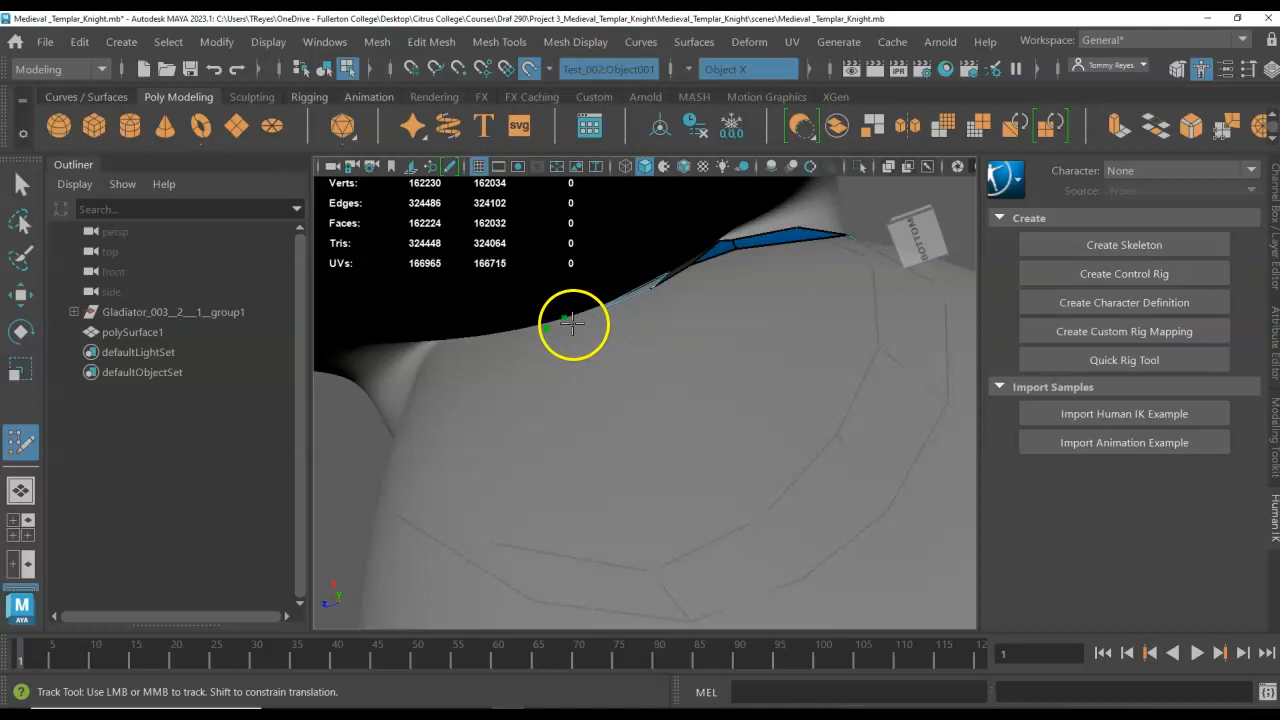 Medieval _Templar_Knight.mb* - Autodesk MAYA 2023.1: C:\Users\TReyes\OneDrive - Fullerton College\Desktop\Citrus College\Courses\Draf 290\Project 3_Medieval_Templar_Knight\Medieval_Templar_Knight\scenes\Medieval _Templar_Knight.mb
File Edit Create Select Modify Display Windows Mesh Edit Mesh Mesh Tools Mesh Display Curves Surfaces Deform UV Generate Cache Arnold Help Workspace: General*
Modeling Test_002:Object001 Object X Tommy Reyes
Curves / Surfaces Poly Modeling Sculpting Rigging Animation Rendering FX FX Caching Custom Arnold MASH Motion Graphics XGen
T svg 0,0,0
Outliner
Display Show Help
Search...
persp
top
front
side
Gladiator_003__2___1__group1
polySurface1
defaultLightSet
defaultObjectSet
Verts: 162230 162034 0
Edges: 324486 324102 0
Faces: 162224 162032 0
Tris: 324448 324064 0
UVs: 166965 166715 0
BOTTOM
Character: None
Source: None
Create
Create Skeleton
Create Control Rig
Create Character Definition
Create Custom Rig Mapping
Quick Rig Tool
Import Samples
Import Human IK Example
Import Animation Example
Channel Box / Layer Editor
Attribute Editor
Modeling Toolkit
Human IK
M
AYA
z y
5 10 15 20 25 30 35 40 45 50 55 60 65 70 75 80 85 90 95 100 105 110 115 12
1 1
Track Tool: Use LMB or MMB to track. Shift to constrain translation. MEL